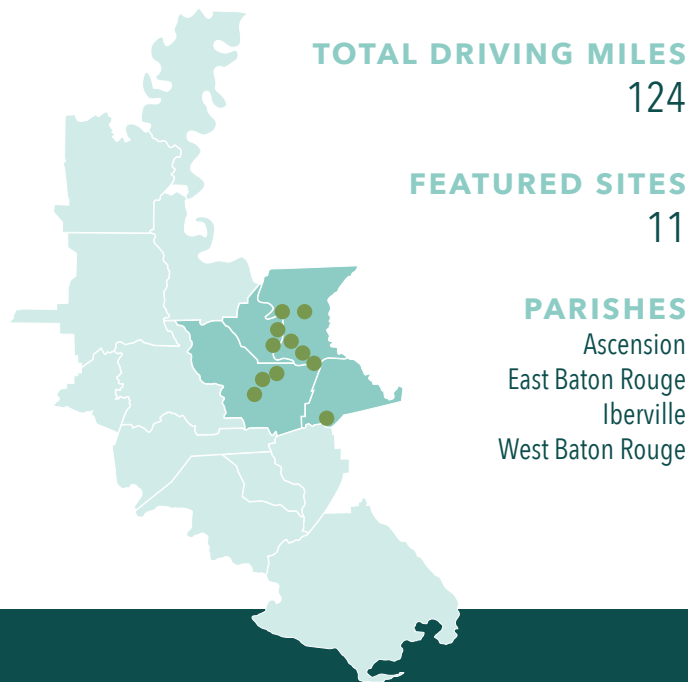 TOTAL DRIVING MILES
124
FEATURED SITES
11
PARISHES
Ascension
East Baton Rouge
Iberville
West Baton Rouge